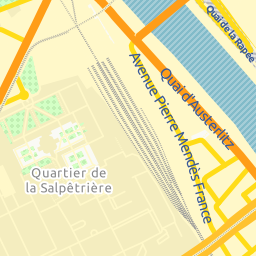 Quai de la Rapée
Quai d'Austerlitz
Avenue Pierre Mendès France
Quartier de
la Salpêtrière